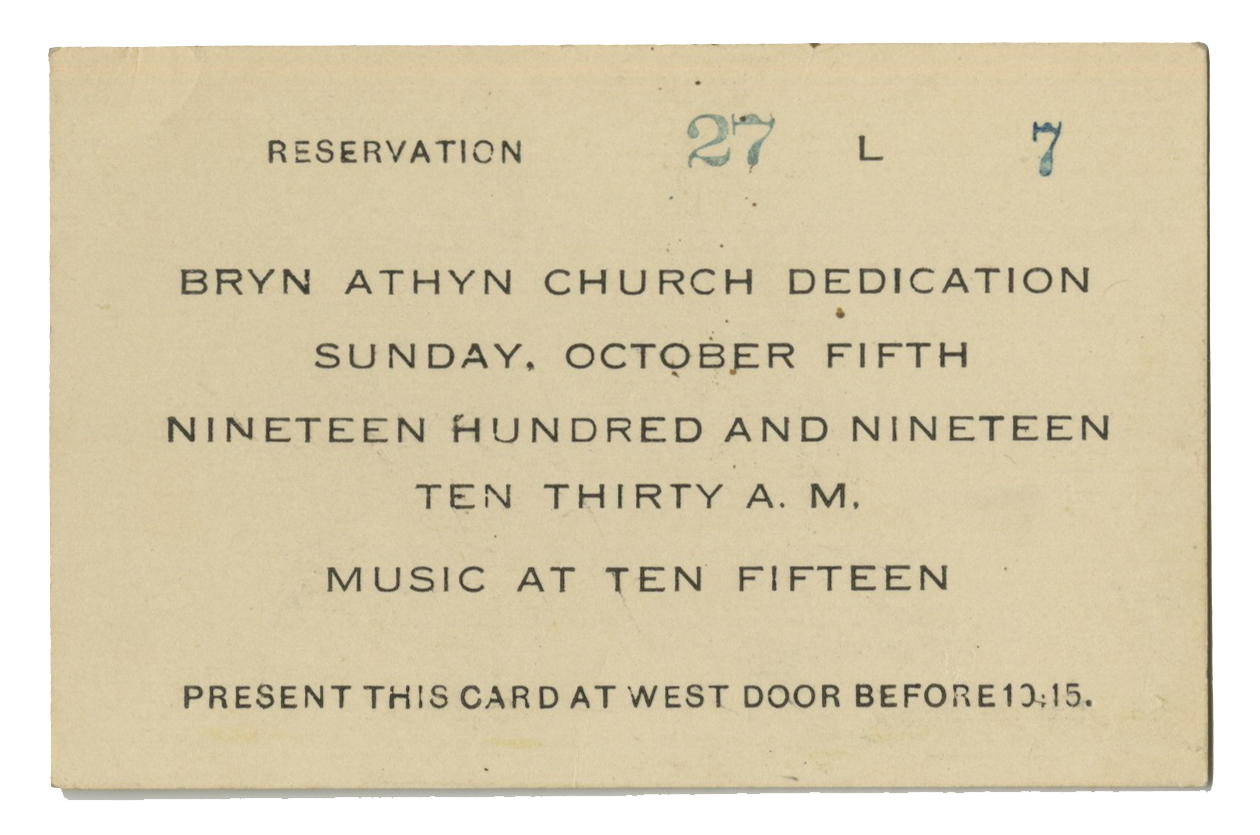 RESERVATION 27 L 7
BRYN ATHYN CHURCH DEDICATION
SUNDAY, OCTOBER FIFTH
NINETEEN HUNDRED AND NINETEEN
TEN THIRTY A. M.
MUSIC AT TEN FIFTEEN
PRESENT THIS CARD AT WEST DOOR BEFORE 10:15.